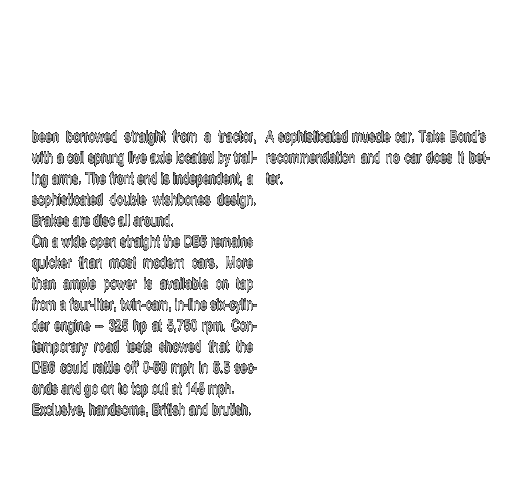 been borrowed straight from a tractor,
with a coil sprung live axle located by trail-
ing arms. The front end is independent, a
sophisticated double wishbones design.
Brakes are disc all around.
On a wide open straight the DB6 remains
quicker than most modern cars. More
than ample power is available on tap
from a four-liter, twin-cam, in-line six-cylin-
der engine – 325 hp at 5,750 rpm. Con-
temporary road tests showed that the
DB6 could rattle off 0-60 mph in 6.5 sec-
onds and go on to top out at 148 mph.
Exclusive, handsome, British and brutish.
A sophisticated muscle car. Take Bond's
recommendation and no car does it bet-
ter.